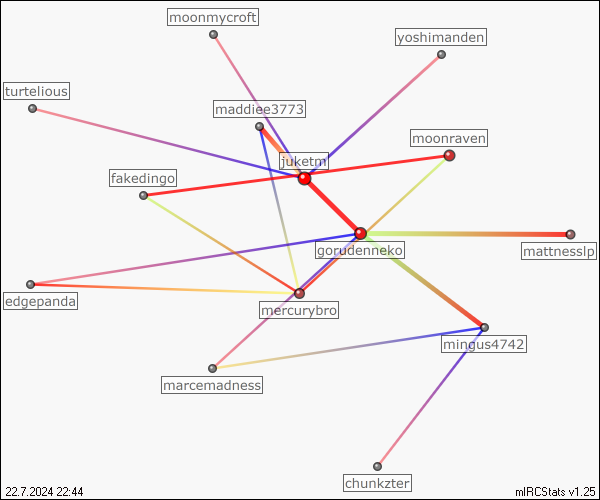 moonmycroft
yoshimanden
turtelious
maddiee3773
moonraven
juketm
fakedingo
gorudenneko
mattnesslp
edgepanda
mercurybro
mingus4742
marcemadness
chunkzter
22.7.2024 22:44
mIRCStats v1.25